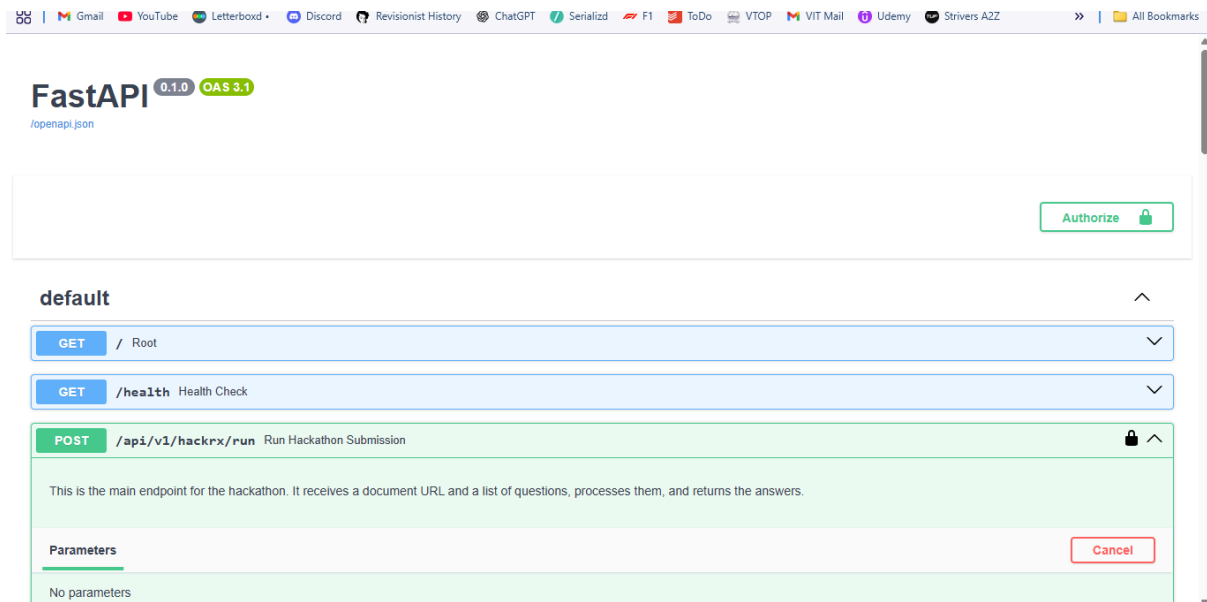 Gmail YouTube Letterboxd • Discord Revisionist History ChatGPT Serializd F1 ToDo VTOP VIT Mail Udemy Strivers A2Z » All Bookmarks
FastAPI 0.1.0 OAS 3.1
/openapi.json
Authorize
default
GET / Root
GET /health Health Check
POST /api/v1/hackrx/run Run Hackathon Submission
This is the main endpoint for the hackathon. It receives a document URL and a list of questions, processes them, and returns the answers.
Parameters Cancel
No parameters